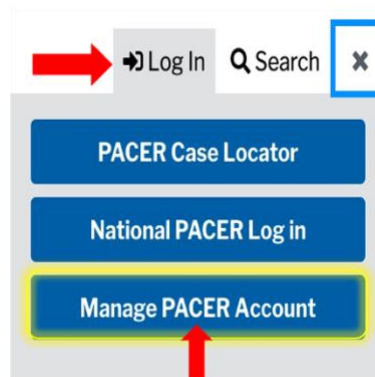 Log In Search
PACER Case Locator
National PACER Log in
Manage PACER Account